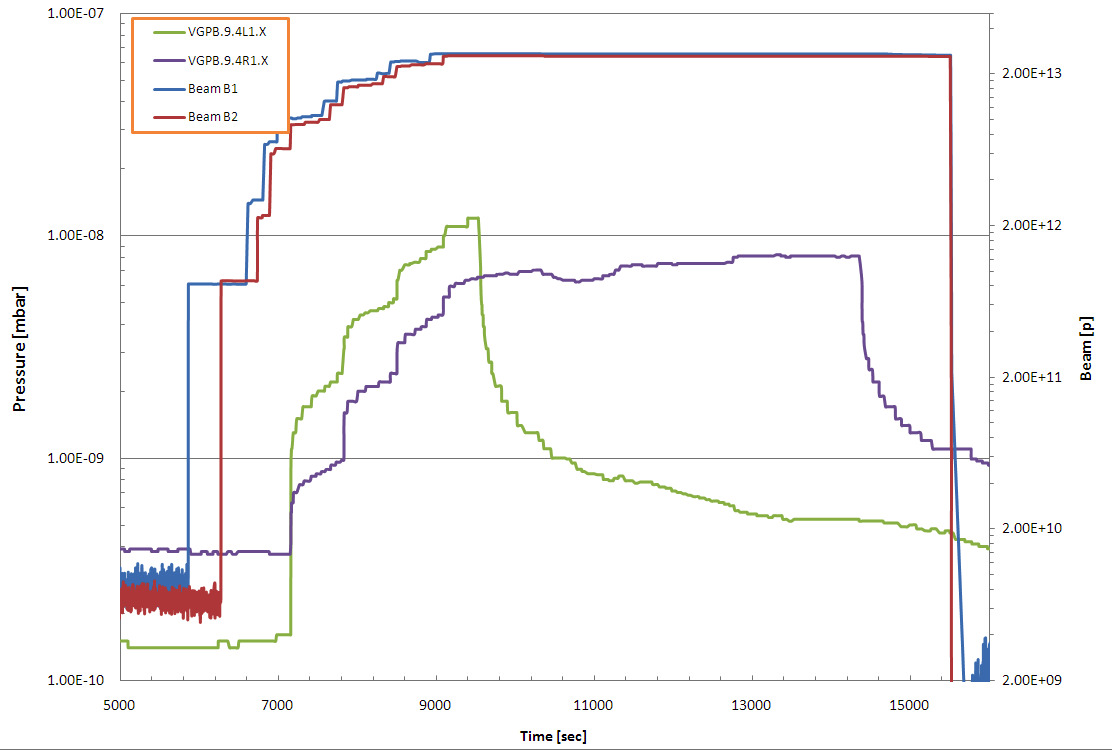 1.00E-07
VGPB.9.4L1.X
VGPB.9.4R1.X
Beam B1
Beam B2
2.00E+13
1.00E-08
2.00E+12
Pressure [mbar]
Beam [p]
2.00E+11
1.00E-09
2.00E+10
1.00E-10
2.00E+09
5000 7000 9000 11000 13000 15000
Time [sec]